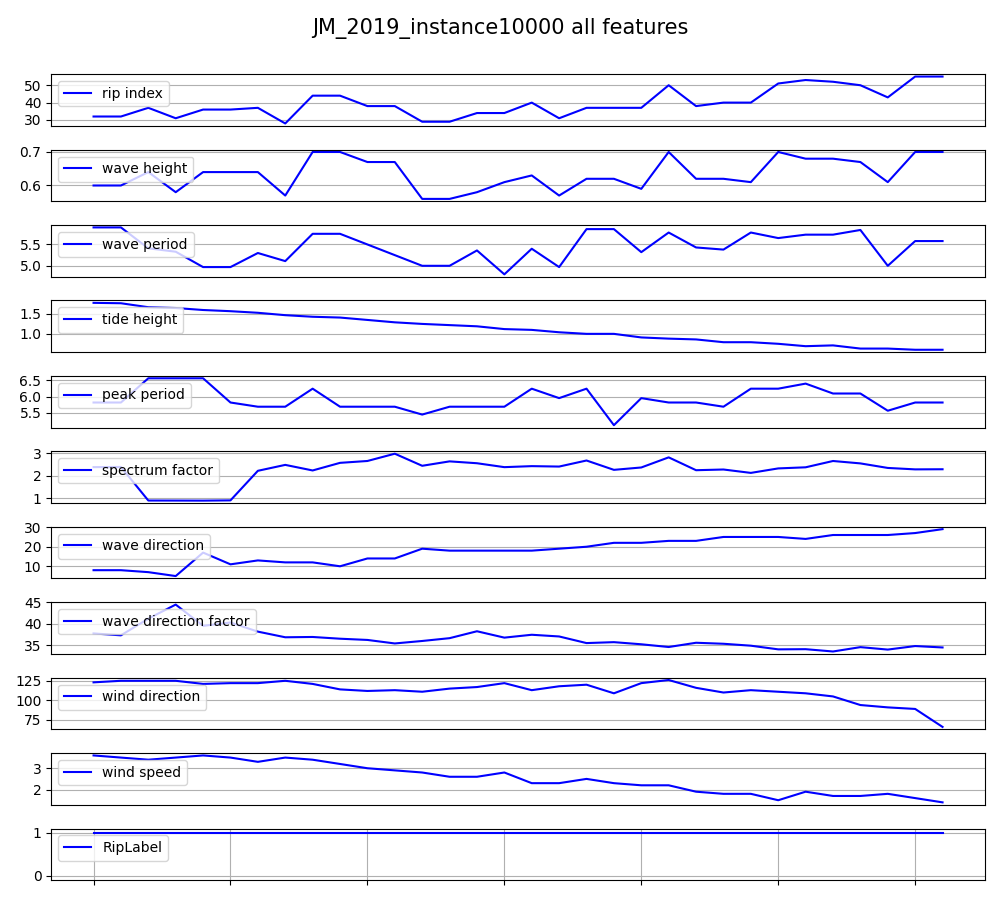 JM_2019_instance10000 all features
50
40
30
rip index
0.7
0.6
wave height
5.5
5.0
wave period
1.5
1.0
tide height
6.5
6.0
5.5
peak period
3
2
1
spectrum factor
30
20
10
wave direction
45
40
35
wave direction factor
125
100
75
wind direction
3
2
wind speed
1
0
RipLabel